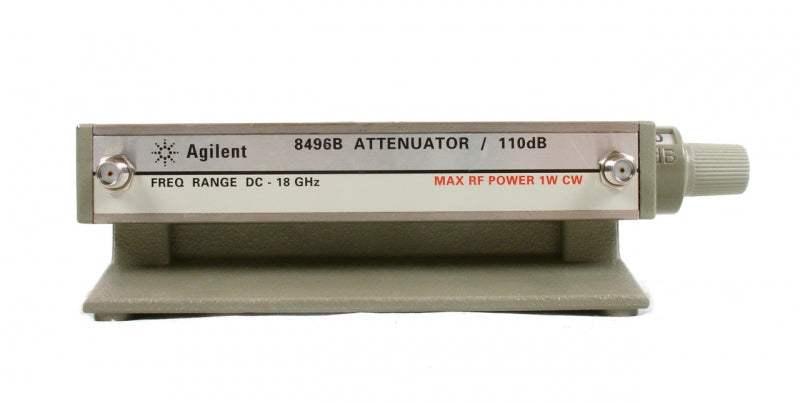 Agilent 8496B ATTENUATOR / 110dB
FREQ RANGE DC - 18 GHz MAX RF POWER 1W CW